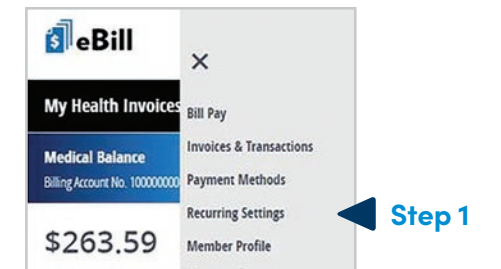 eBill
My Health Invoices
Medical Balance
Billing Account No. 100000000
$263.59
Bill Pay
Invoices & Transactions
Payment Methods
Recurring Settings
Member Profile
Step 1